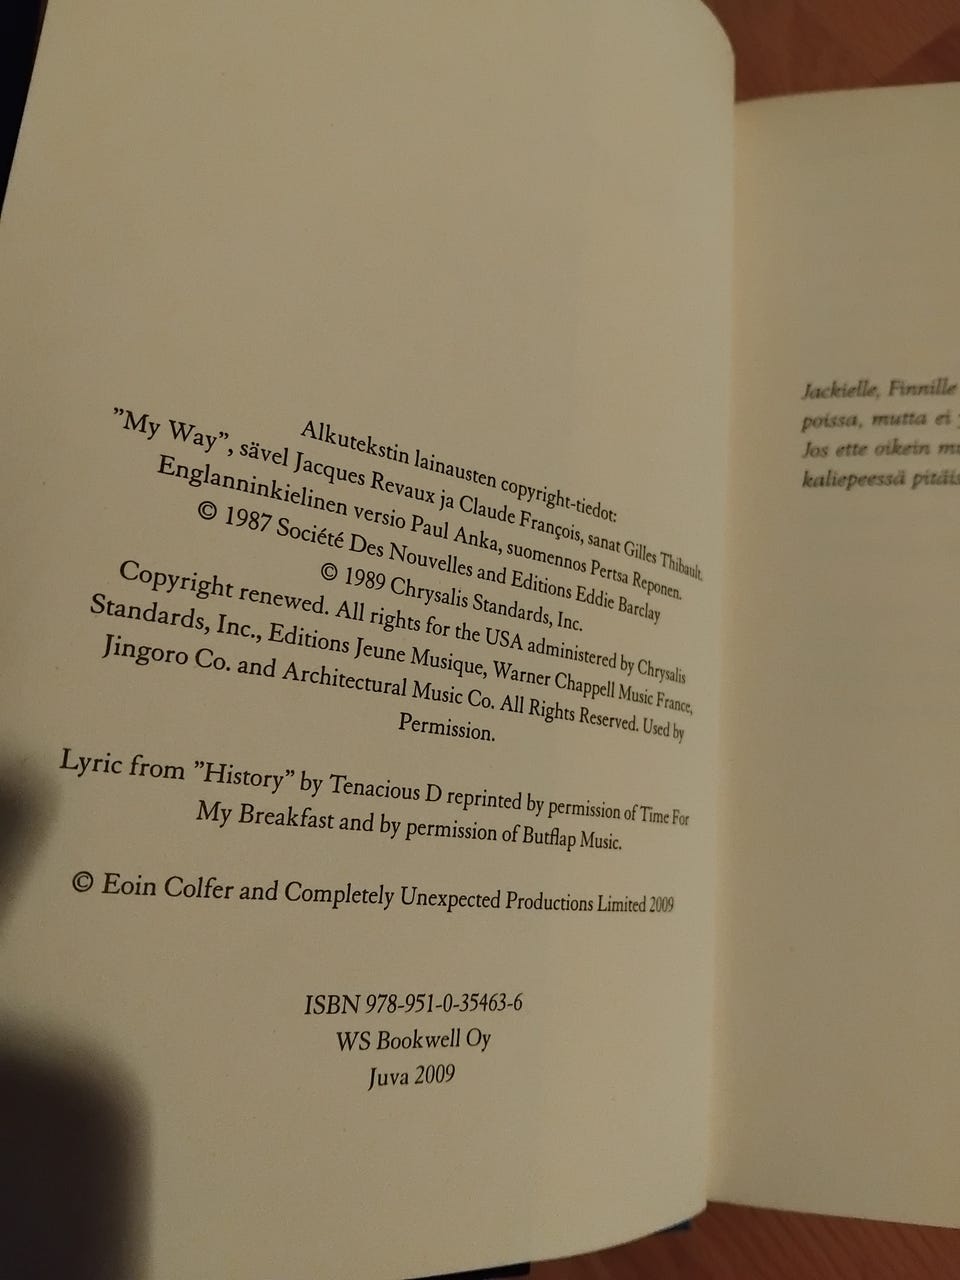 Alkutekstin lainausten copyright-tiedot:
”My Way”, sävel Jacques Revaux ja Claude François, sanat Gilles Thibault.
Englanninkielinen versio Paul Anka, suomennos Pertsa Reponen.
© 1987 Société Des Nouvelles and Editions Eddie Barclay
© 1989 Chrysalis Standards, Inc.
Copyright renewed. All rights for the USA administered by Chrysalis
Standards, Inc., Editions Jeune Musique, Warner Chappell Music France,
Jingoro Co. and Architectural Music Co. All Rights Reserved. Used by
Permission.
Lyric from ”History” by Tenacious D reprinted by permission of Time For
My Breakfast and by permission of Butflap Music.
© Eoin Colfer and Completely Unexpected Productions Limited 2009
ISBN 978-951-0-35463-6
WS Bookwell Oy
Juva 2009
Jackielle, Finnille
poissa, mutta ei
Jos ette oikein
kaliepeessä